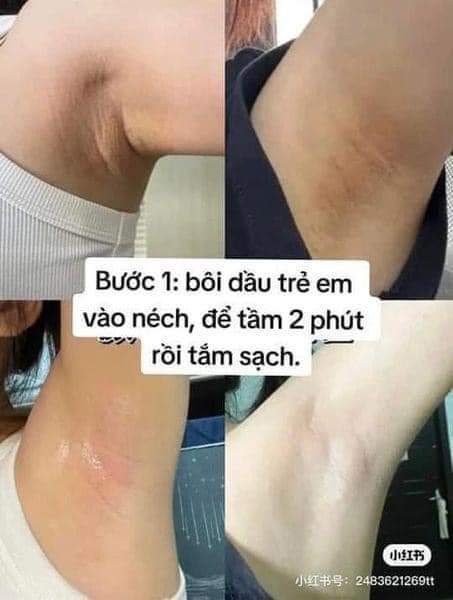 Bước 1: bôi dầu trẻ em
vào néch, để tầm 2 phút
rồi tắm sạch.
小红书
小红书号: 2483621269tt